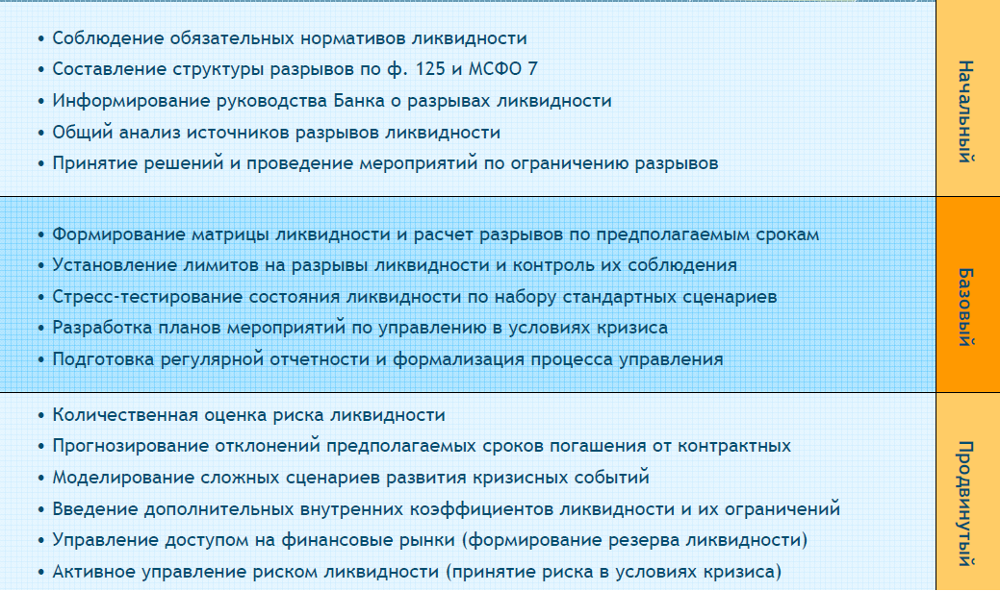 • Соблюдение обязательных нормативов ликвидности
• Составление структуры разрывов по ф. 125 и МСФО 7
• Информирование руководства Банка о разрывах ликвидности
• Общий анализ источников разрывов ликвидности
• Принятие решений и проведение мероприятий по ограничению разрывов
Начальный
• Формирование матрицы ликвидности и расчет разрывов по предполагаемым срокам
• Установление лимитов на разрывы ликвидности и контроль их соблюдения
• Стресс-тестирование состояния ликвидности по набору стандартных сценариев
• Разработка планов мероприятий по управлению в условиях кризиса
• Подготовка регулярной отчетности и формализация процесса управления
Базовый
• Количественная оценка риска ликвидности
• Прогнозирование отклонений предполагаемых сроков погашения от контрактных
• Моделирование сложных сценариев развития кризисных событий
• Введение дополнительных внутренних коэффициентов ликвидности и их ограничений
• Управление доступом на финансовые рынки (формирование резерва ликвидности)
• Активное управление риском ликвидности (принятие риска в условиях кризиса)
Продвинутый